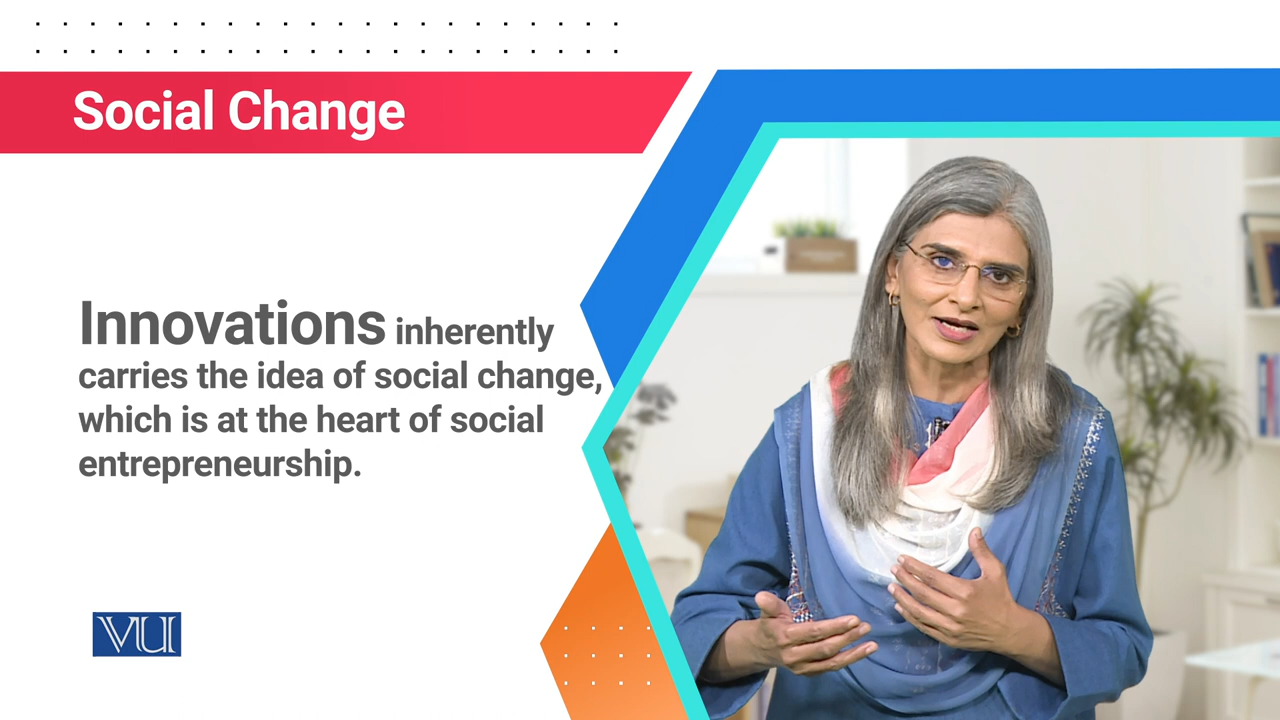 Social Change
Innovations inherently
carries the idea of social change,
which is at the heart of social
entrepreneurship.
VU